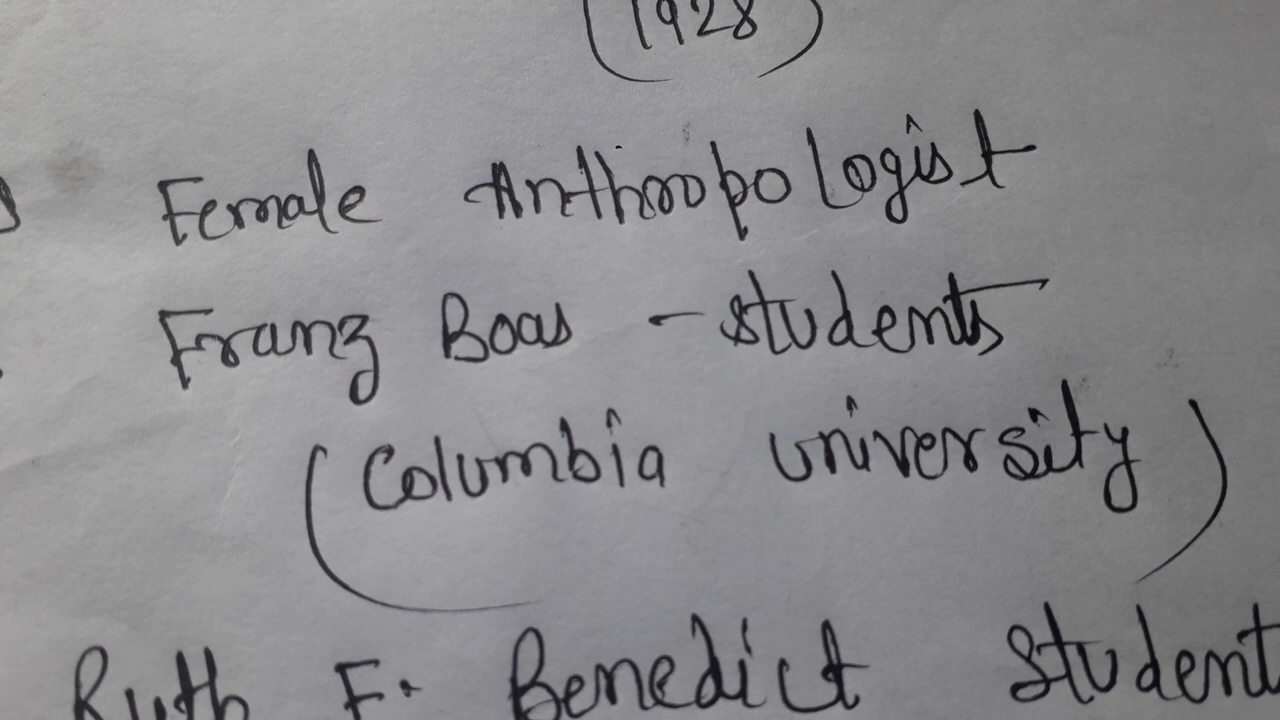 (1928)
Female Anthropologist
Franz Boas - students
(Columbia university)
Ruth F. Benedict student